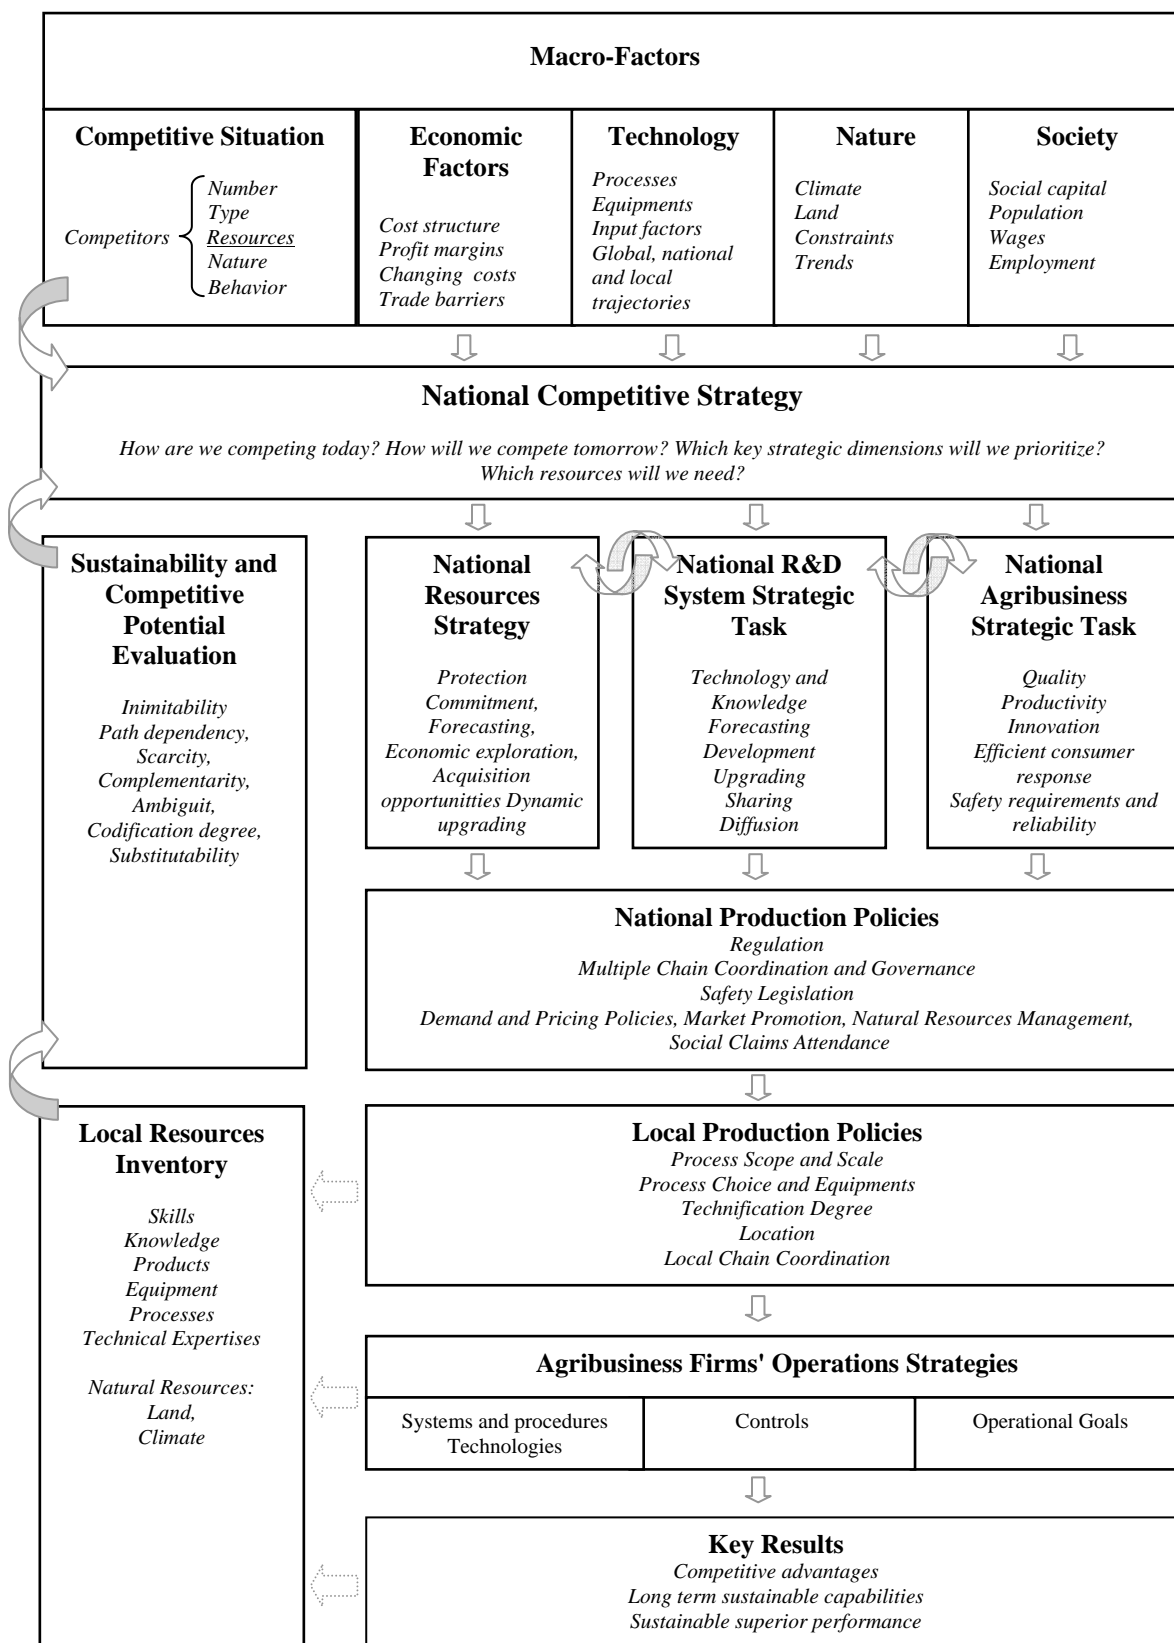 Macro-Factors
Competitive Situation
Competitors
Number
Type
Resources
Nature
Behavior
Economic
Factors
Cost structure
Profit margins
Changing costs
Trade barriers
Technology
Processes
Equipments
Input factors
Global, national
and local
trajectories
Nature
Climate
Land
Constraints
Trends
Society
Social capital
Population
Wages
Employment
National Competitive Strategy
How are we competing today? How will we compete tomorrow? Which key strategic dimensions will we prioritize?
Which resources will we need?
Sustainability and
Competitive
Potential
Evaluation
Inimitability
Path dependency,
Scarcity,
Complementarity,
Ambiguit,
Codification degree,
Substitutability
National
Resources
Strategy
Protection
Commitment,
Forecasting,
Economic exploration,
Acquisition
opportunitties Dynamic
upgrading
National R&D
System Strategic
Task
Technology and
Knowledge
Forecasting
Development
Upgrading
Sharing
Diffusion
National
Agribusiness
Strategic Task
Quality
Productivity
Innovation
Efficient consumer
response
Safety requirements and
reliability
National Production Policies
Regulation
Multiple Chain Coordination and Governance
Safety Legislation
Demand and Pricing Policies, Market Promotion, Natural Resources Management,
Social Claims Attendance
Local Resources
Inventory
Skills
Knowledge
Products
Equipment
Processes
Technical Expertises
Natural Resources:
Land,
Climate
Local Production Policies
Process Scope and Scale
Process Choice and Equipments
Technification Degree
Location
Local Chain Coordination
Agribusiness Firms' Operations Strategies
Systems and procedures
Technologies
Controls
Operational Goals
Key Results
Competitive advantages
Long term sustainable capabilities
Sustainable superior performance